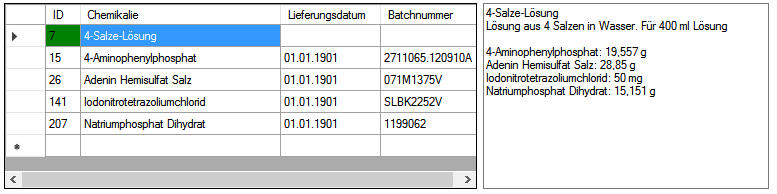 ID Chemikalie Lieferungsdatum Batchnummer
7 4-Salze-Lösung
15 4-Aminophenylphosphat 01.01.1901 2711065.120910A
26 Adenin Hemisulfat Salz 01.01.1901 071M1375V
141 Iodonitrotetrazoliumchlorid 01.01.1901 SLBK2252V
207 Natriumphosphat Dihydrat 01.01.1901 1199062
4-Salze-Lösung
Lösung aus 4 Salzen in Wasser. Für 400 ml Lösung
4-Aminophenylphosphat: 19,557 g
Adenin Hemisulfat Salz: 28,85 g
Iodonitrotetrazoliumchlorid: 50 mg
Natriumphosphat Dihydrat: 15,151 g